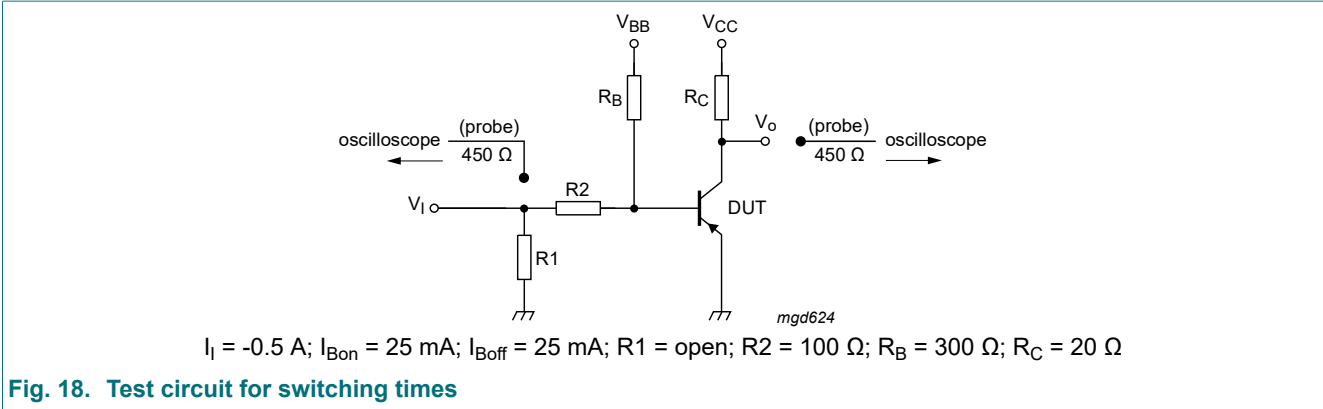 VBB
VCC
RB
RC
Vo
oscilloscope
(probe)
450 Ω
(probe)
450 Ω
oscilloscope
R2
VI
DUT
R1
mgd624
II = -0.5 A; IBon = 25 mA; IBoff = 25 mA; R1 = open; R2 = 100 Ω; RB = 300 Ω; RC = 20 Ω
Fig. 18. Test circuit for switching times